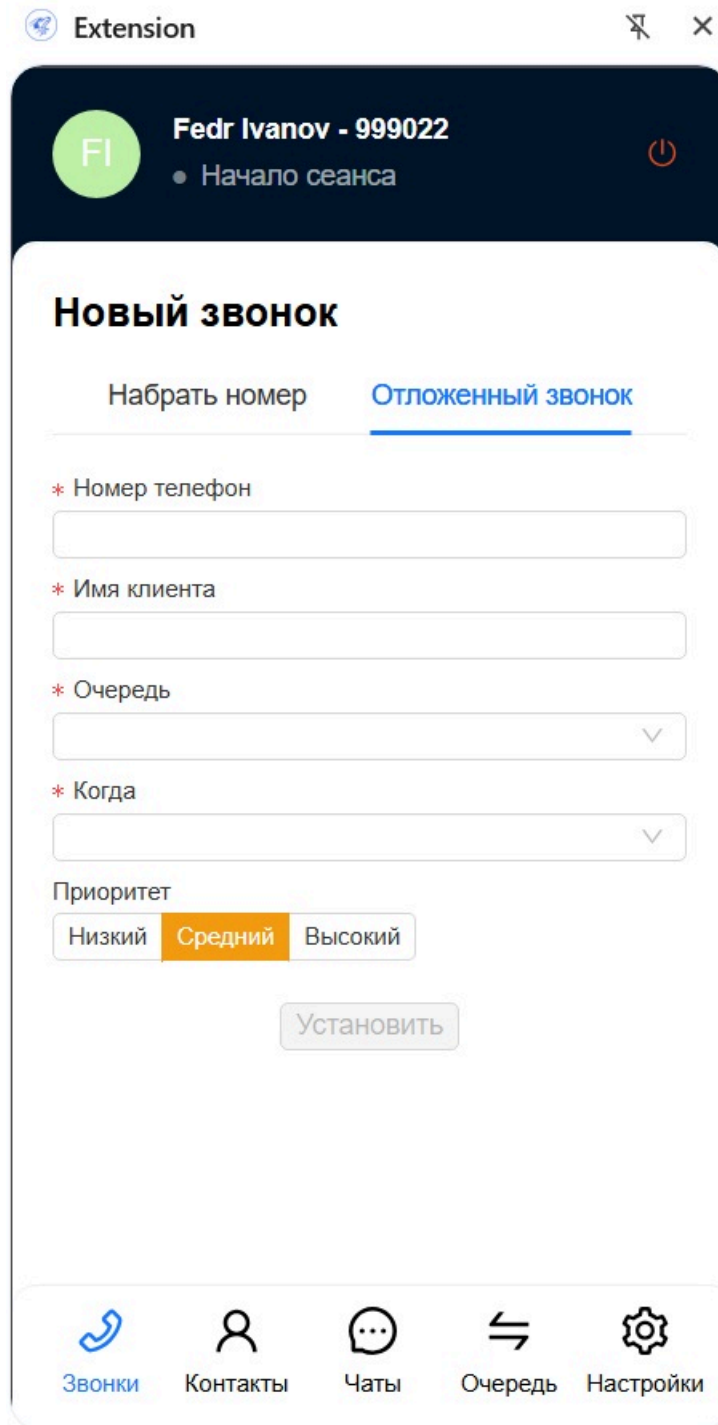 Extension
FI
Fedr Ivanov - 999022
Начало сеанса
Новый звонок
Набрать номер Отложенный звонок
* Номер телефон
* Имя клиента
* Очередь
* Когда
Приоритет
Низкий Средний Высокий
Установить
Звонки Контакты Чаты Очередь Настройки